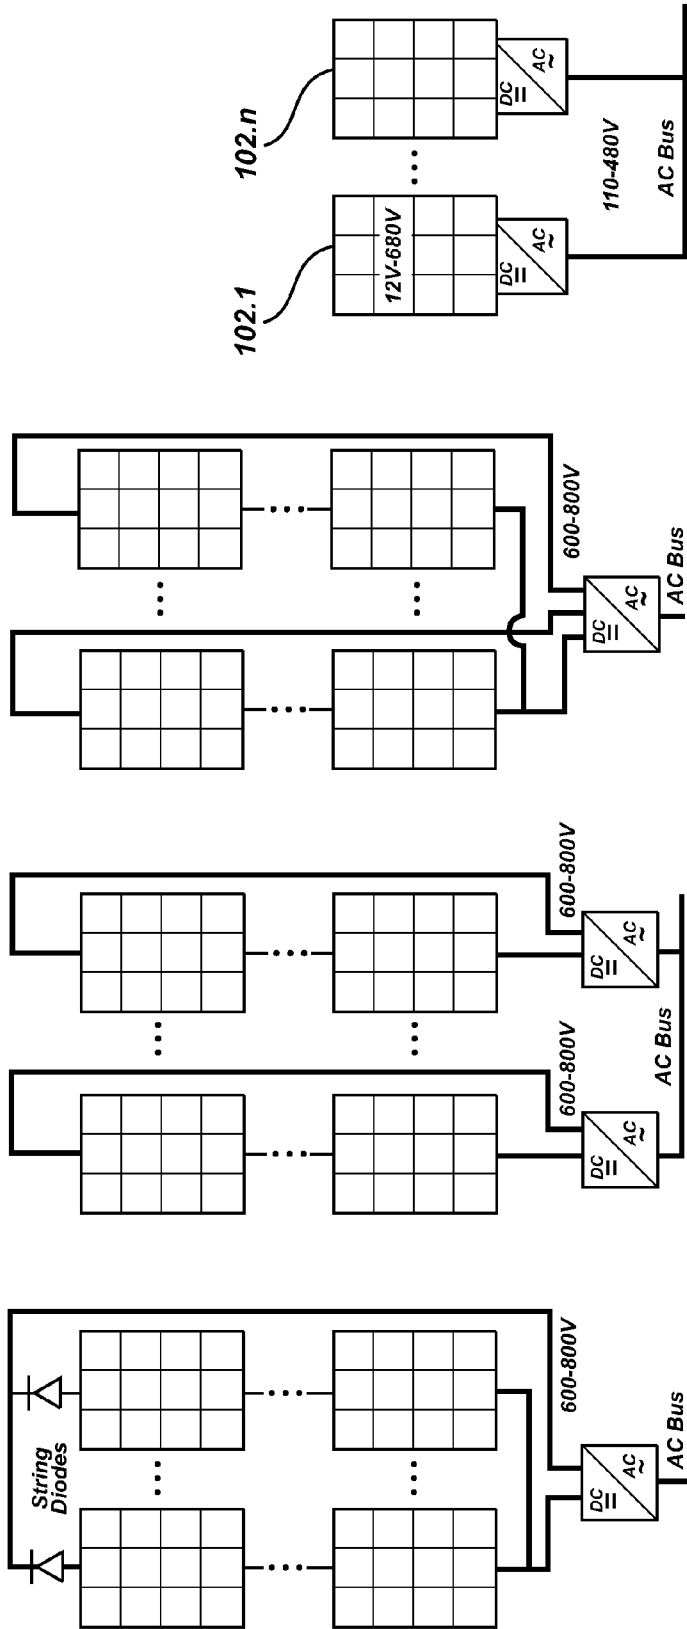 102.n
DC
AC
102.1
12V-680V
DC
AC
110-480V
AC Bus
600-800V
DC
AC
AC Bus
600-800V
DC
AC
600-800V
DC
AC
AC Bus
String
Diodes
600-800V
DC
AC
AC Bus